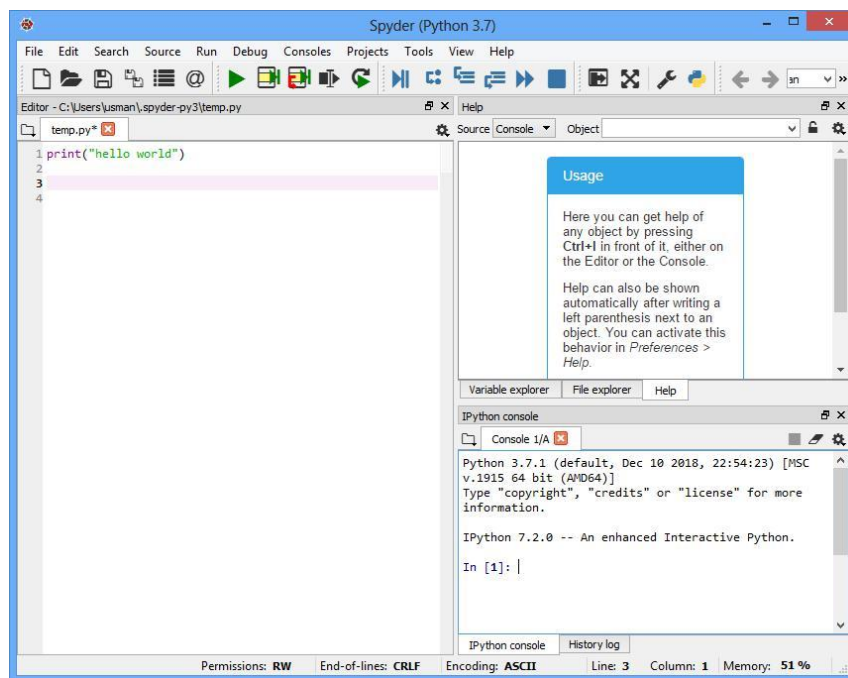 Spyder (Python 3.7)
File Edit Search Source Run Debug Consoles Projects Tools View Help
Editor - C:\Users\usman\.spyder-py3\temp.py
temp.py*
1 print("hello world")
2
3
4
Help
Source Console Object
Usage
Here you can get help of
any object by pressing
Ctrl+I in front of it, either on
the Editor or the Console.
Help can also be shown
automatically after writing a
left parenthesis next to an
object. You can activate this
behavior in Preferences >
Help.
Variable explorer File explorer Help
IPython console
Console 1/A
Python 3.7.1 (default, Dec 10 2018, 22:54:23) [MSC
v.1915 64 bit (AMD64)]
Type "copyright", "credits" or "license" for more
information.
IPython 7.2.0 -- An enhanced Interactive Python.
In [1]:
IPython console History log
Permissions: RW End-of-lines: CRLF Encoding: ASCII Line: 3 Column: 1 Memory: 51 %